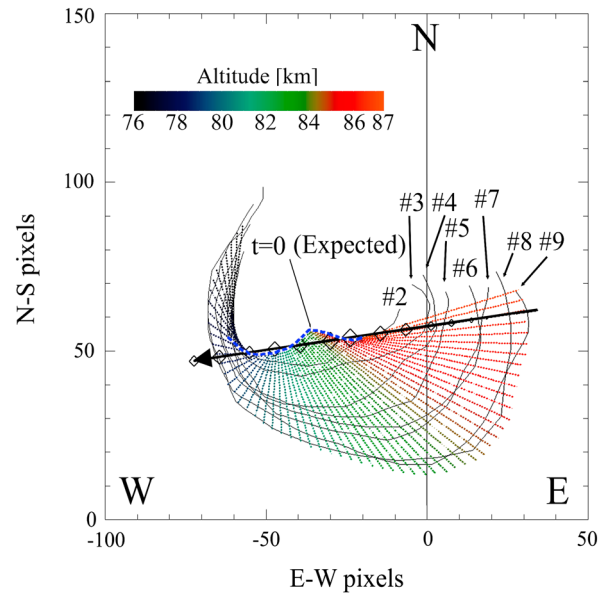 150
N
Altitude [km]
76 78 80 82 84 86 87
100
#3 #4 #7
#5
t=0 (Expected)
#8 #9
#6
#2
N-S pixels
50
W
E
0
-100
-50
0
50
E-W pixels